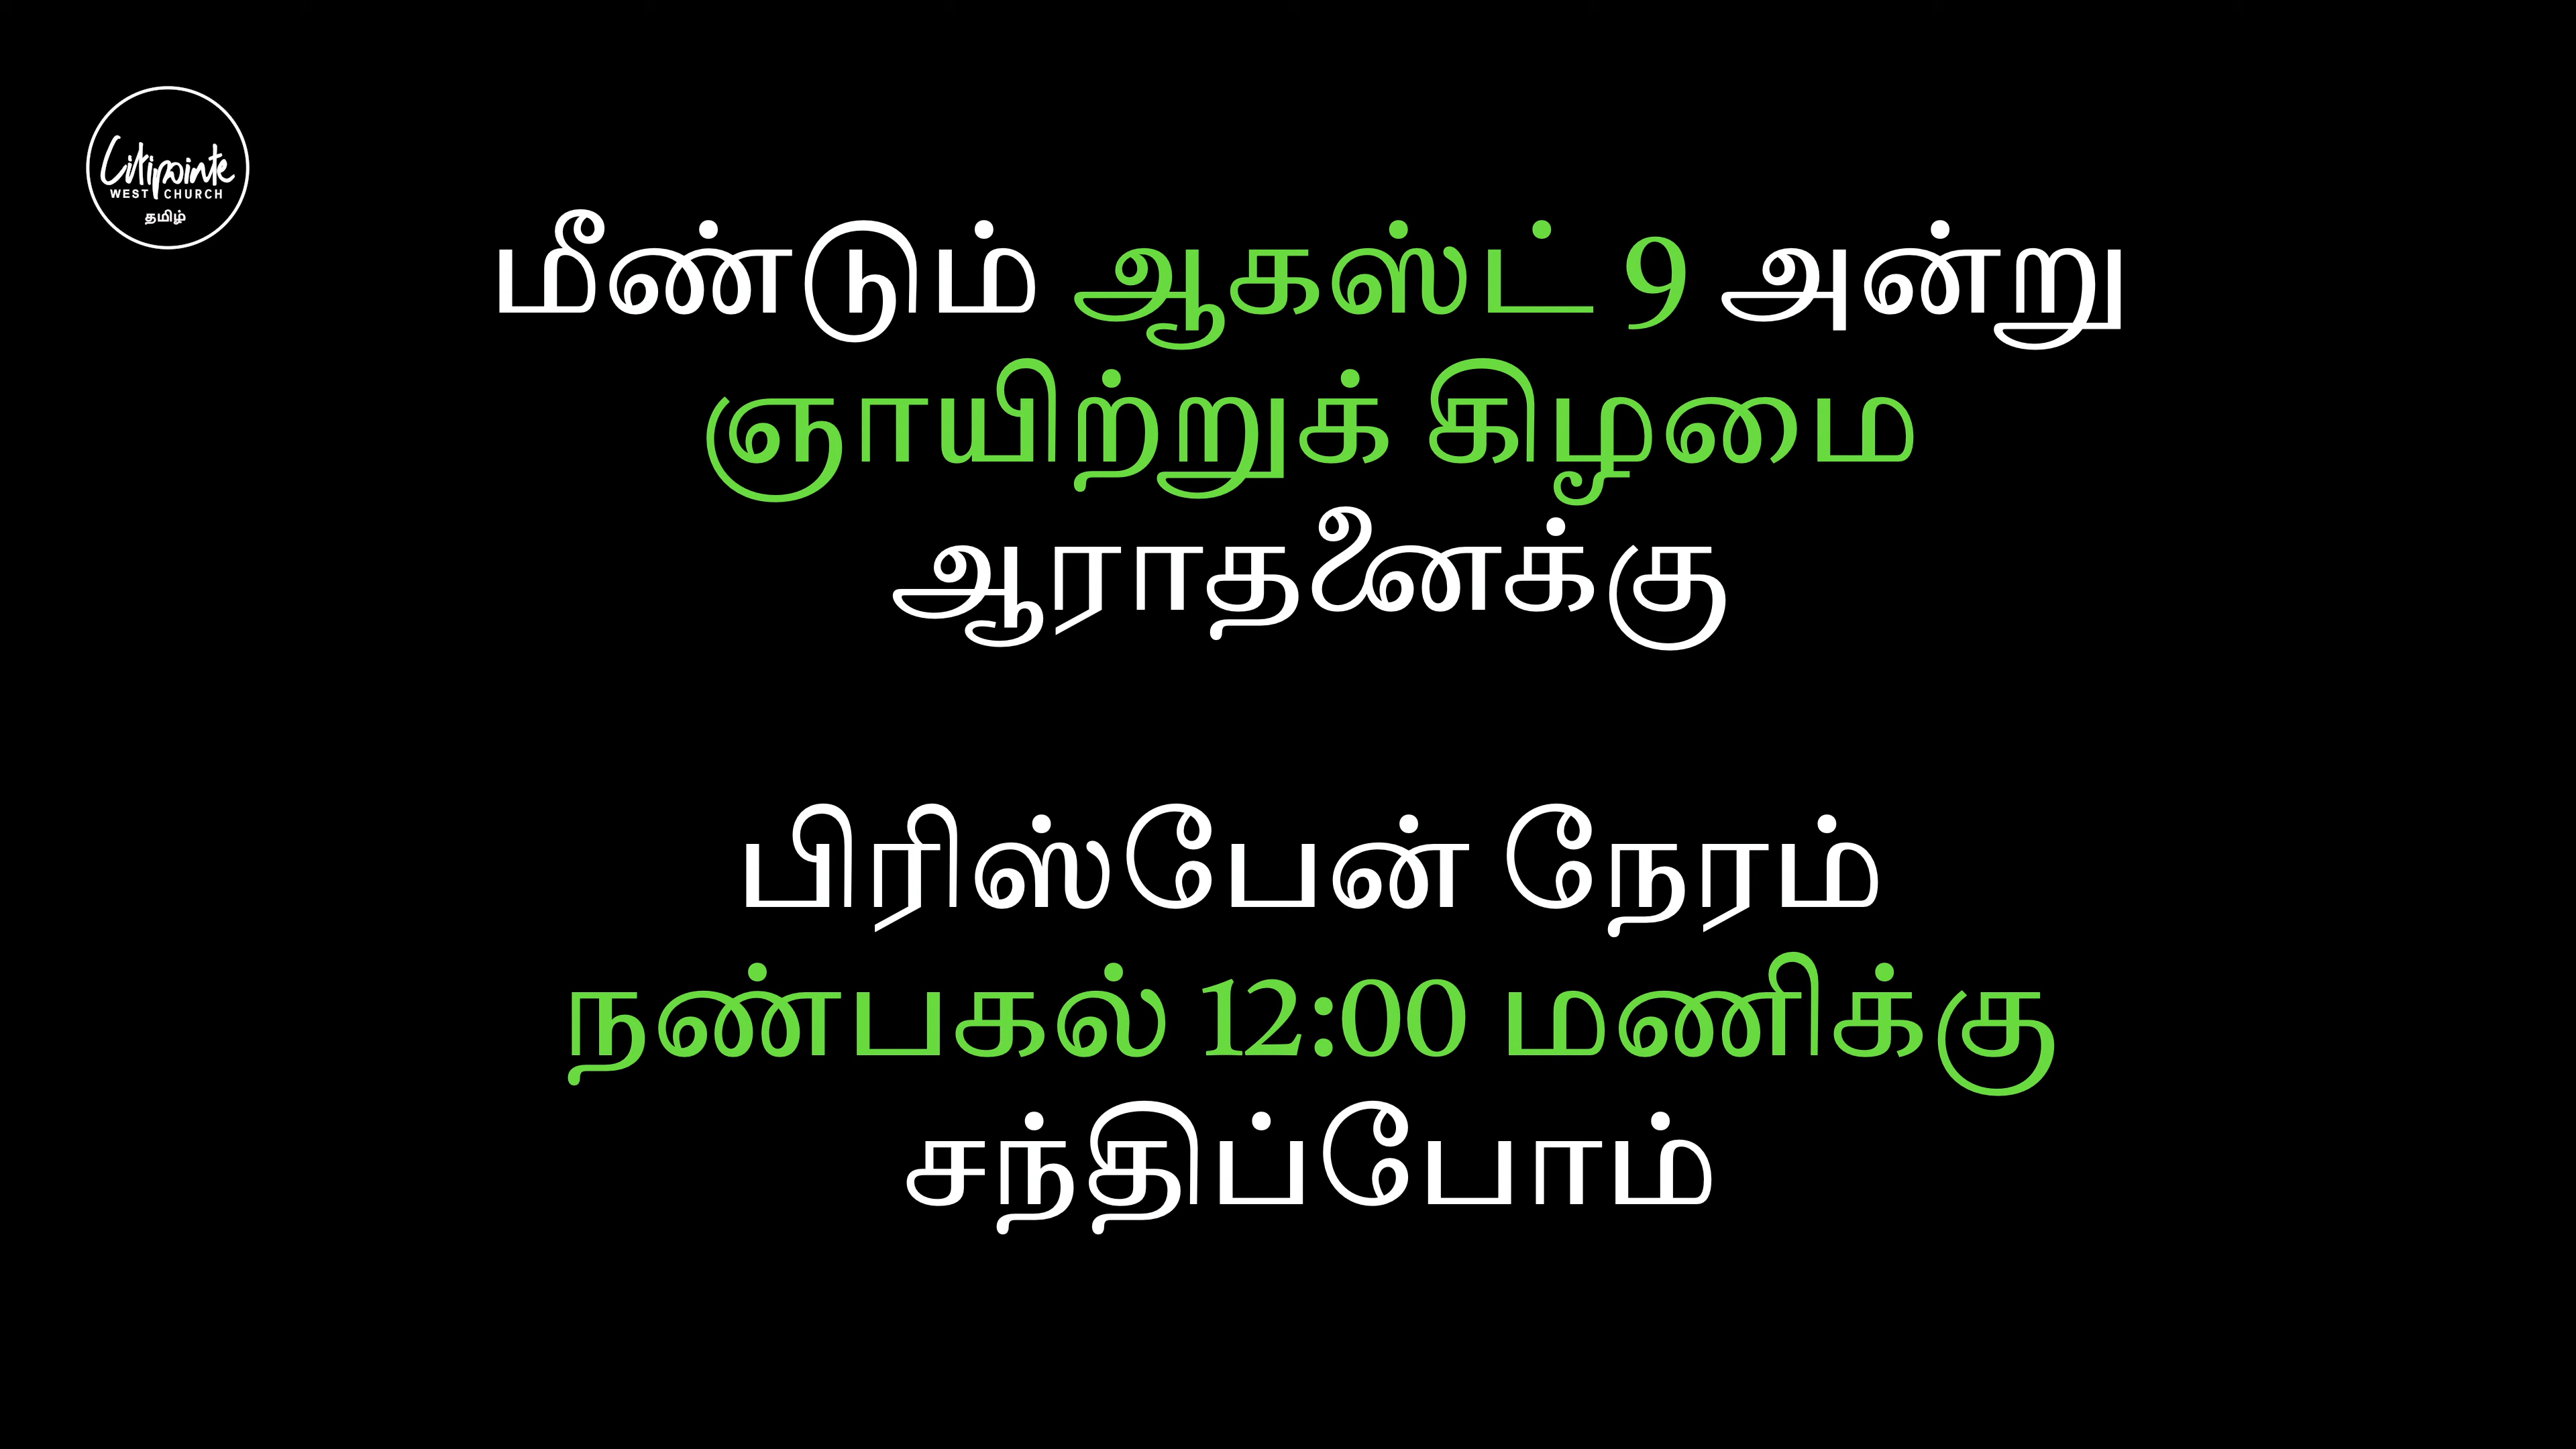 Citipointe
WEST CHURCH
தமிழ்
மீண்டும் ஆகஸ்ட் 9 அன்று
ஞாயிற்றுக் கிழமை
ஆராதனைக்கு
பிரிஸ்பேன் நேரம்
நண்பகல் 12:00 மணிக்கு
சந்திப்போம்